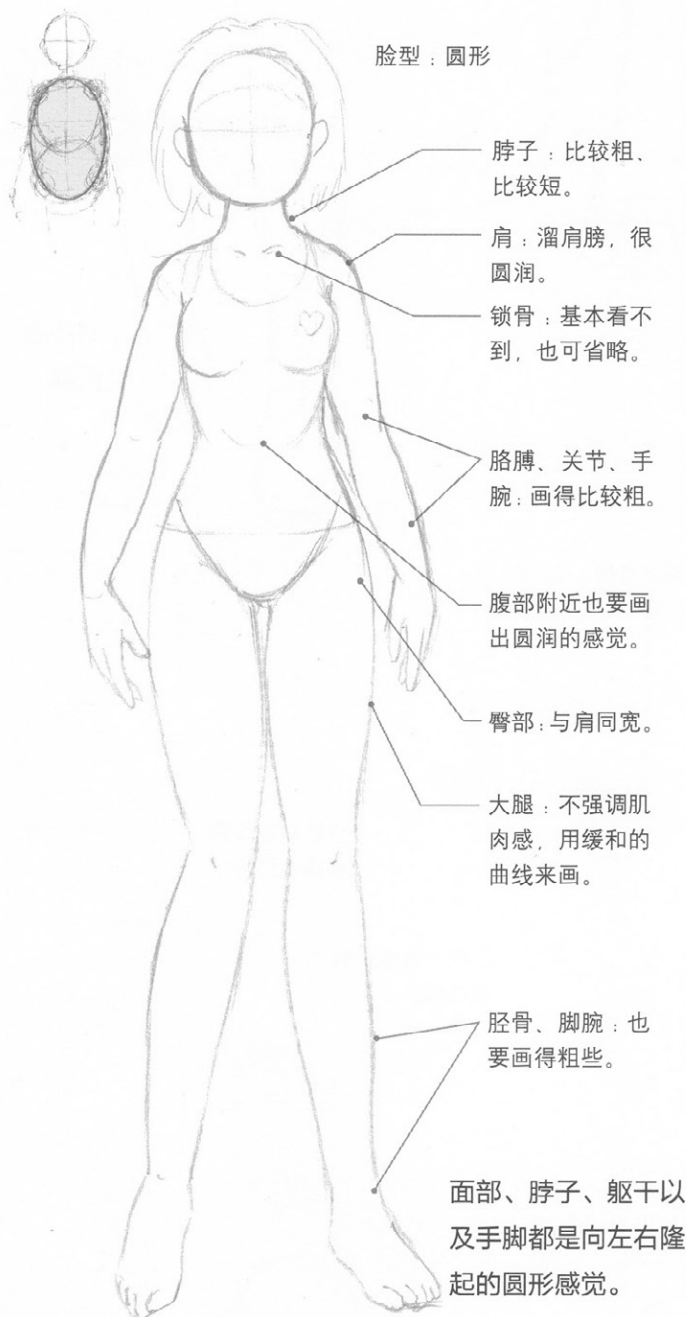 脸型：圆形
脖子：比较粗、
比较短。
肩：溜肩膀，很
圆润。
锁骨：基本看不
到，也可省略。
胳膊、关节、手
腕：画得比较粗。
腹部附近也要画
出圆润的感觉。
臀部：与肩同宽。
大腿：不强调肌
肉感，用缓和的
曲线来画。
胫骨、脚腕：也
要画得粗些。
面部、脖子、躯干以
及手脚都是向左右隆
起的圆形感觉。